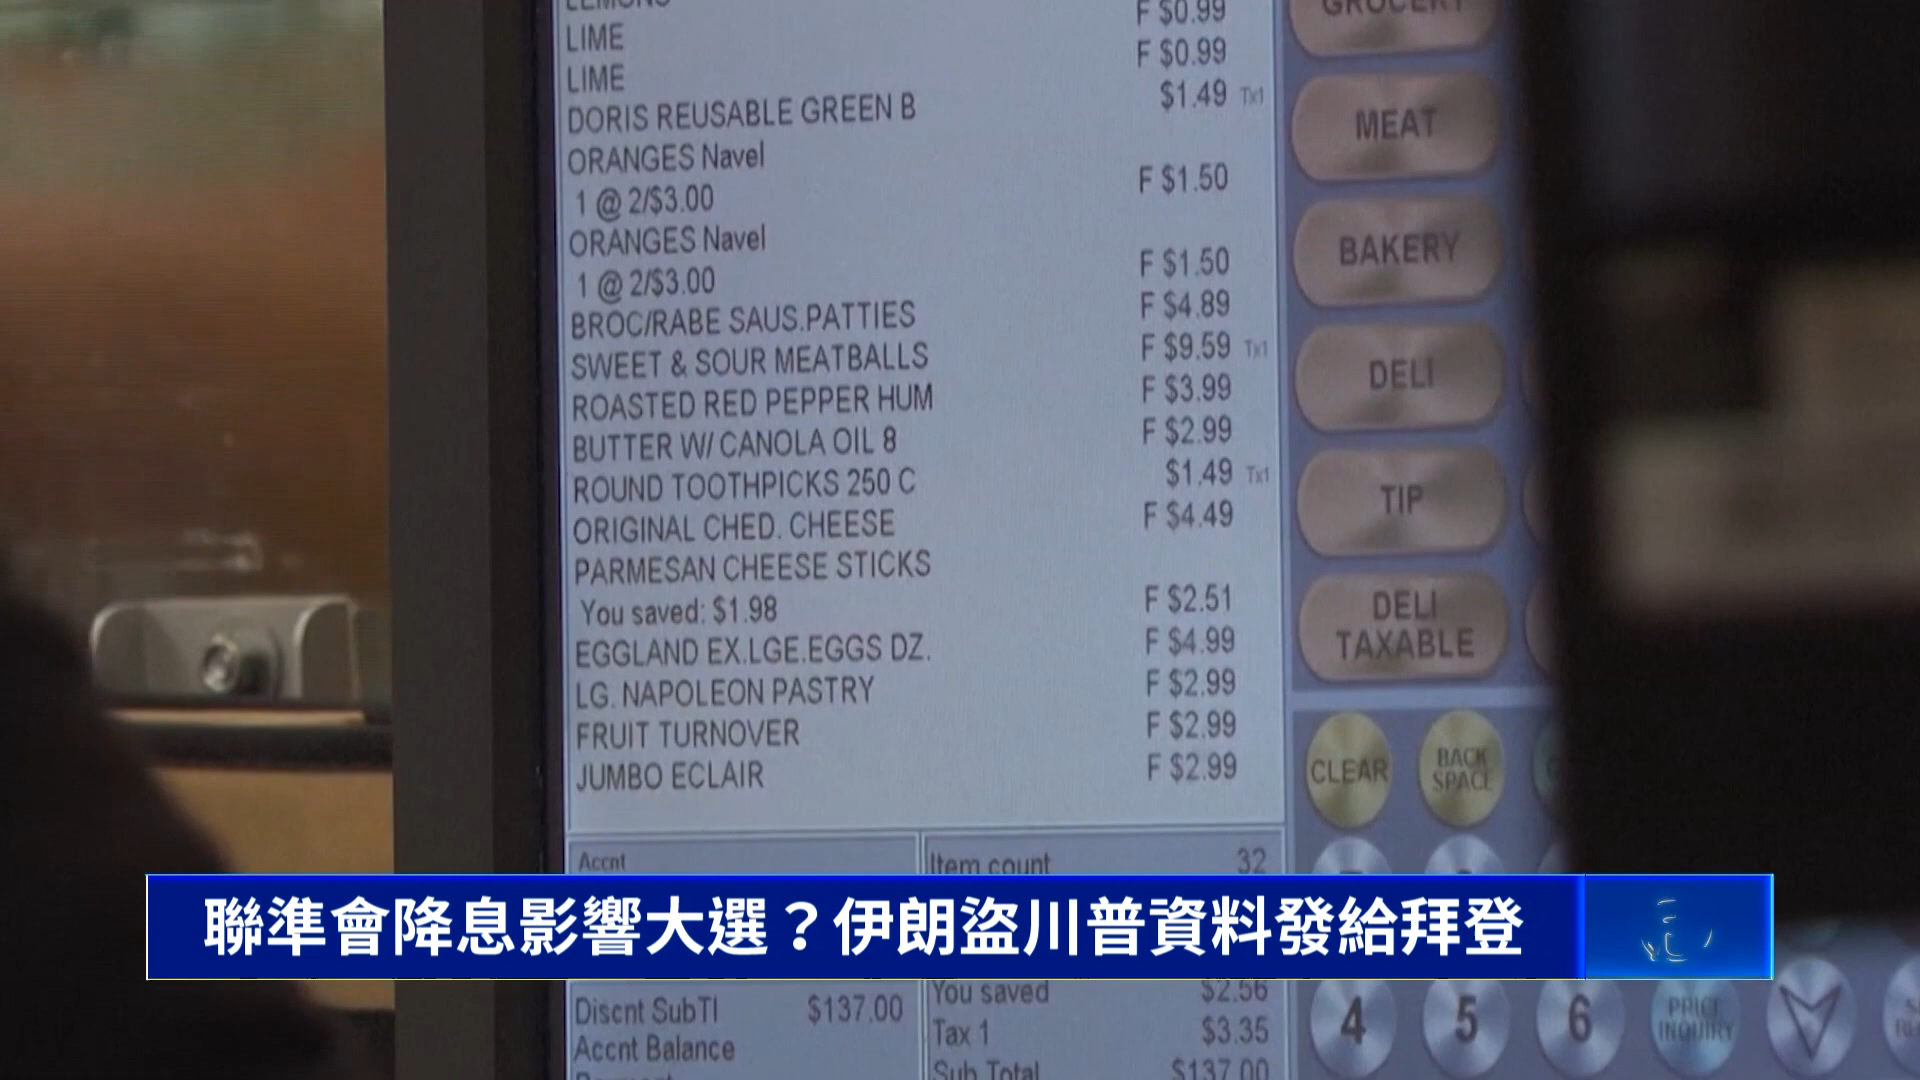 LEMONS F $0.99
LIME F $0.99
LIME
DORIS REUSABLE GREEN B $1.49 Tx1
ORANGES Navel
1 @ 2/$3.00 F $1.50
ORANGES Navel
1 @ 2/$3.00 F $1.50
BROC/RABE SAUS.PATTIES F $4.89
SWEET & SOUR MEATBALLS F $9.59 Tx1
ROASTED RED PEPPER HUM F $3.99
BUTTER W/ CANOLA OIL 8 F $2.99
ROUND TOOTHPICKS 250 C $1.49 Tx1
ORIGINAL CHED. CHEESE F $4.49
PARMESAN CHEESE STICKS
You saved: $1.98 F $2.51
EGGLAND EX.LGE.EGGS DZ. F $4.99
LG. NAPOLEON PASTRY F $2.99
FRUIT TURNOVER F $2.99
JUMBO ECLAIR F $2.99
GROCERY
MEAT
BAKERY
DELI
TIP
DELI
TAXABLE
CLEAR
BACK
SPACE
Accnt
Item count 32
聯準會降息影響大選？伊朗盜川普資料發給拜登
Discnt SubTl $137.00
Accnt Balance
You saved $2.56
Tax 1 $3.35
Sub Total $137.00
4 5 6
PRICE
INQUIRY